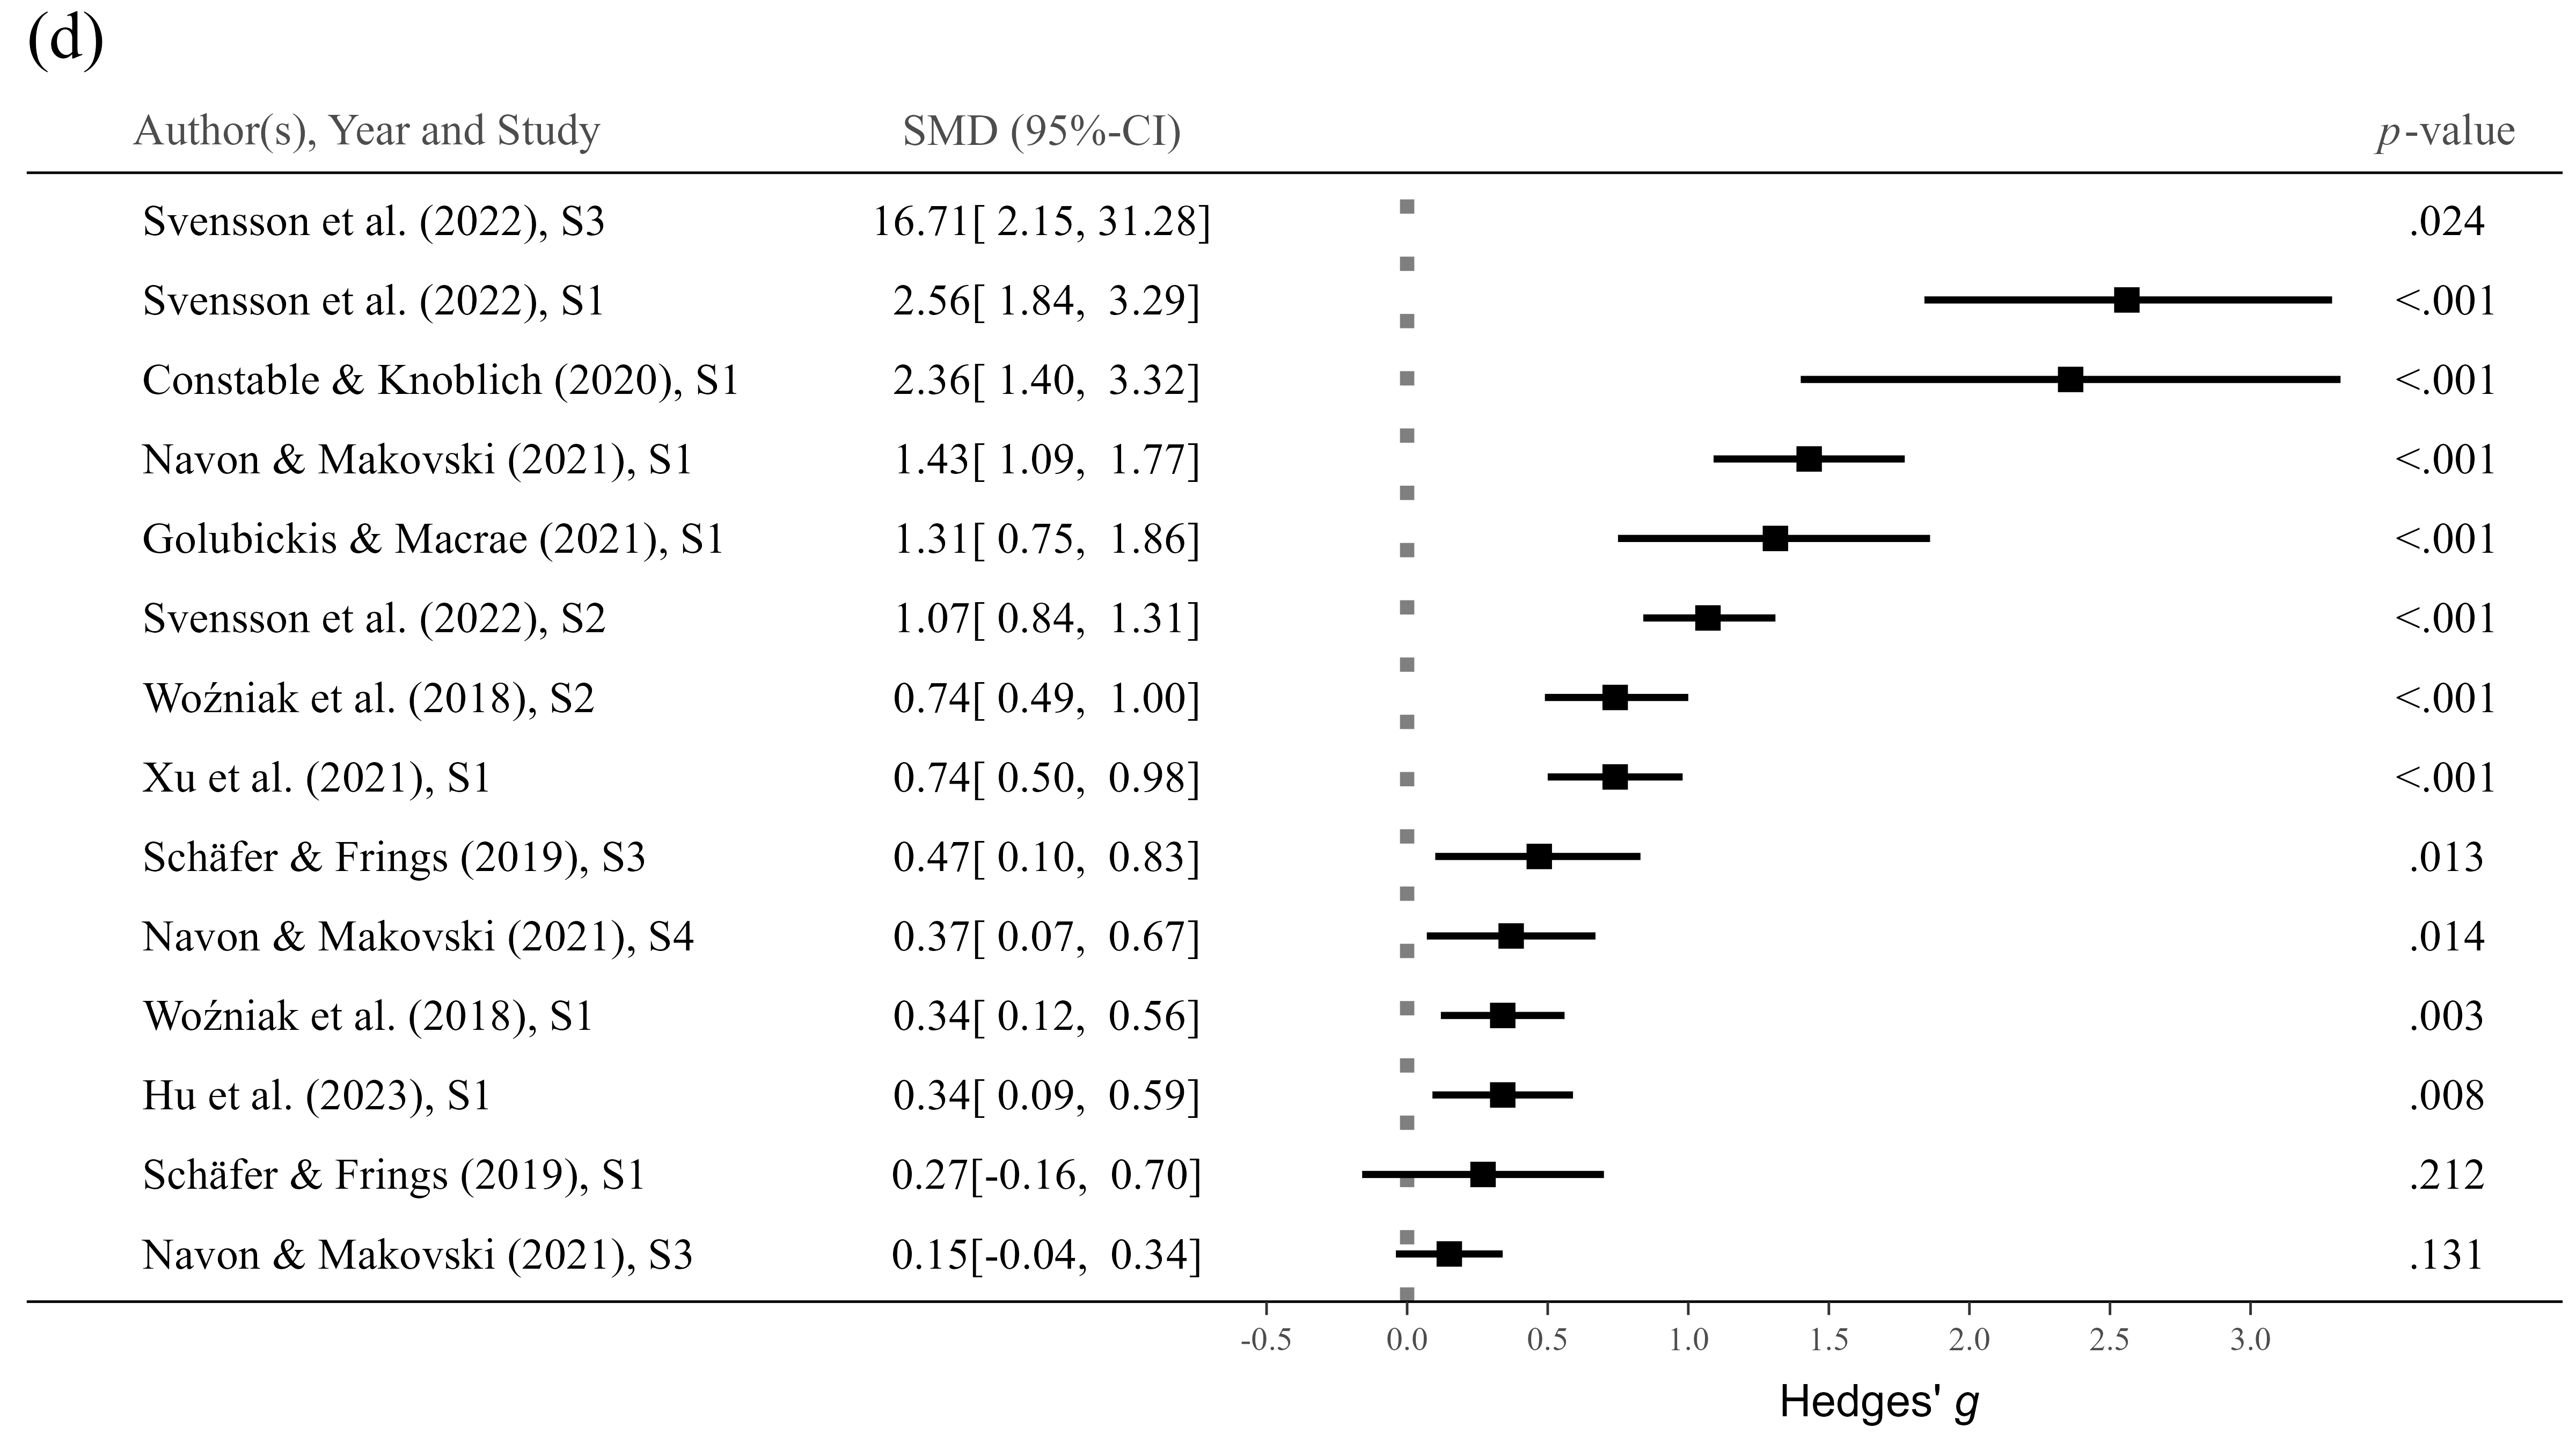 (d)
Author(s), Year and Study SMD (95%-CI) p-value
Svensson et al. (2022), S3 16.71[ 2.15, 31.28] .024
Svensson et al. (2022), S1 2.56[ 1.84, 3.29] <.001
Constable & Knoblich (2020), S1 2.36[ 1.40, 3.32] <.001
Navon & Makovski (2021), S1 1.43[ 1.09, 1.77] <.001
Golubickis & Macrae (2021), S1 1.31[ 0.75, 1.86] <.001
Svensson et al. (2022), S2 1.07[ 0.84, 1.31] <.001
Woźniak et al. (2018), S2 0.74[ 0.49, 1.00] <.001
Xu et al. (2021), S1 0.74[ 0.50, 0.98] <.001
Schäfer & Frings (2019), S3 0.47[ 0.10, 0.83] .013
Navon & Makovski (2021), S4 0.37[ 0.07, 0.67] .014
Woźniak et al. (2018), S1 0.34[ 0.12, 0.56] .003
Hu et al. (2023), S1 0.34[ 0.09, 0.59] .008
Schäfer & Frings (2019), S1 0.27[-0.16, 0.70] .212
Navon & Makovski (2021), S3 0.15[-0.04, 0.34] .131
-0.5 0.0 0.5 1.0 1.5 2.0 2.5 3.0
Hedges' g